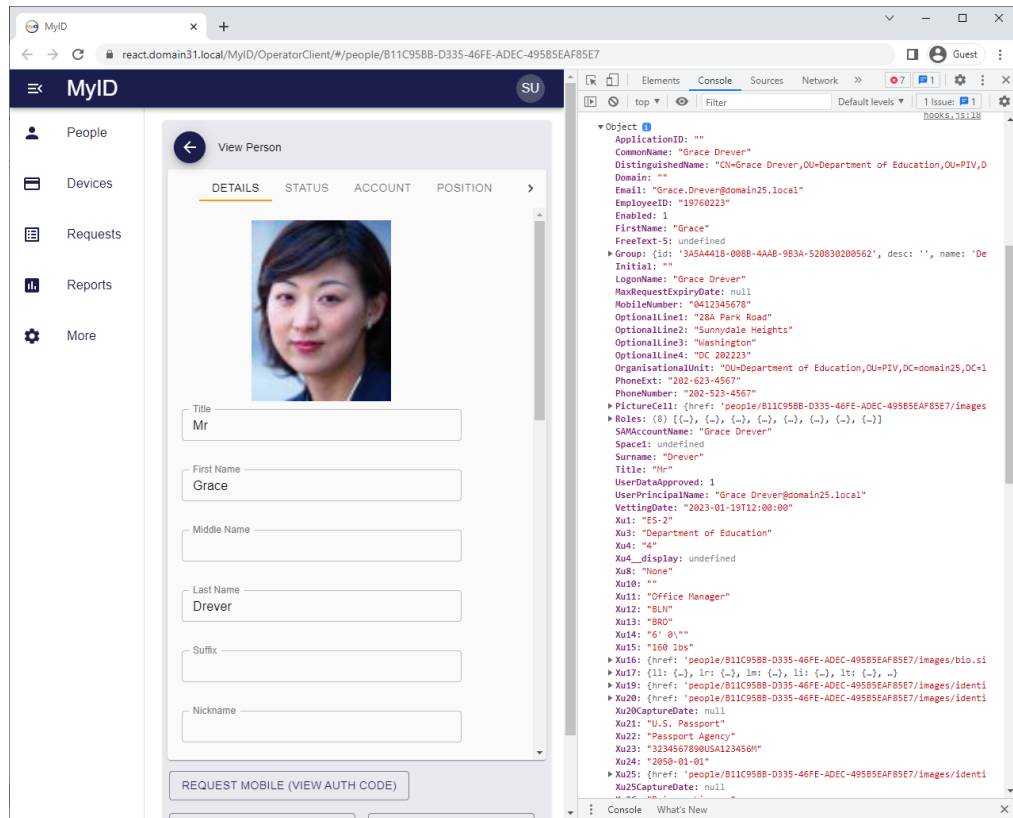 MyID
react.domain31.local/MyID/OperatorClient/#/people/B11C95BB-D335-46FE-ADEC-495B5EAF85E7
Guest
MyID
SU
People
Devices
Requests
Reports
More
View Person
DETAILS STATUS ACCOUNT POSITION
Title
Mr
First Name
Grace
Middle Name
Last Name
Drever
Suffix
Nickname
REQUEST MOBILE (VIEW AUTH CODE)
Elements Console Sources Network » 7 1
top ▼ Filter Default levels ▼ 1 Issue: 1
hooks.js:18
Object
ApplicationID: ""
CommonName: "Grace Drever"
DistinguishedName: "CN=Grace Drever,OU=Department of Education,OU=PIV,D
Domain: ""
Email: "Grace.Drever@domain25.local"
EmployeeID: "19760223"
Enabled: 1
FirstName: "Grace"
FreeText-5: undefined
Group: {id: '3A5A4418-008B-4AAB-9B3A-520830200562', desc: '', name: 'De
Initial: ""
LogonName: "Grace Drever"
MaxRequestExpiryDate: null
MobileNumber: "0412345678"
OptionalLine1: "28A Park Road"
OptionalLine2: "Sunnydale Heights"
OptionalLine3: "Washington"
OptionalLine4: "DC 202223"
OrganisationalUnit: "OU=Department of Education,OU=PIV,DC=domain25,DC=l
PhoneExt: "202-623-4567"
PhoneNumber: "202-523-4567"
PictureCell: {href: 'people/B11C95BB-D335-46FE-ADEC-495B5EAF85E7/images
Roles: (8) [{…}, {…}, {…}, {…}, {…}, {…}, {…}, {…}]
SAMAccountName: "Grace Drever"
Space1: undefined
Surname: "Drever"
Title: "Mr"
UserDataApproved: 1
UserPrincipalName: "Grace Drever@domain25.local"
VettingDate: "2023-01-19T12:00:00"
Xu1: "ES-2"
Xu3: "Department of Education"
Xu4: "4"
Xu4__display: undefined
Xu8: "None"
Xu10: ""
Xu11: "Office Manager"
Xu12: "BLN"
Xu13: "BRO"
Xu14: "6' 0\""
Xu15: "160 lbs"
Xu16: {href: 'people/B11C95BB-D335-46FE-ADEC-495B5EAF85E7/images/bio.si
Xu17: {ll: {…}, lr: {…}, lm: {…}, li: {…}, lt: {…}, …}
Xu19: {href: 'people/B11C95BB-D335-46FE-ADEC-495B5EAF85E7/images/identi
Xu20: {href: 'people/B11C95BB-D335-46FE-ADEC-495B5EAF85E7/images/identi
Xu20CaptureDate: null
Xu21: "U.S. Passport"
Xu22: "Passport Agency"
Xu23: "3234567890USA123456M"
Xu24: "2050-01-01"
Xu25: {href: 'people/B11C95BB-D335-46FE-ADEC-495B5EAF85E7/images/identi
Xu25CaptureDate: null
Console What's New